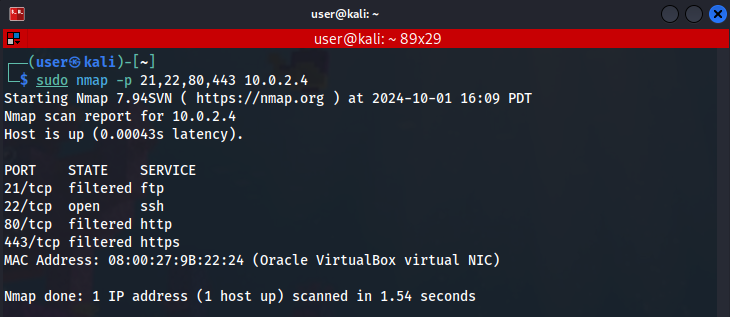 user@kali: ~
user@kali: ~ 89x29
┌──(user㉿kali)-[~]
└─$ sudo nmap -p 21,22,80,443 10.0.2.4
Starting Nmap 7.94SVN ( https://nmap.org ) at 2024-10-01 16:09 PDT
Nmap scan report for 10.0.2.4
Host is up (0.00043s latency).
PORT    STATE    SERVICE
21/tcp  filtered ftp
22/tcp  open     ssh
80/tcp  filtered http
443/tcp filtered https
MAC Address: 08:00:27:9B:22:24 (Oracle VirtualBox virtual NIC)
Nmap done: 1 IP address (1 host up) scanned in 1.54 seconds